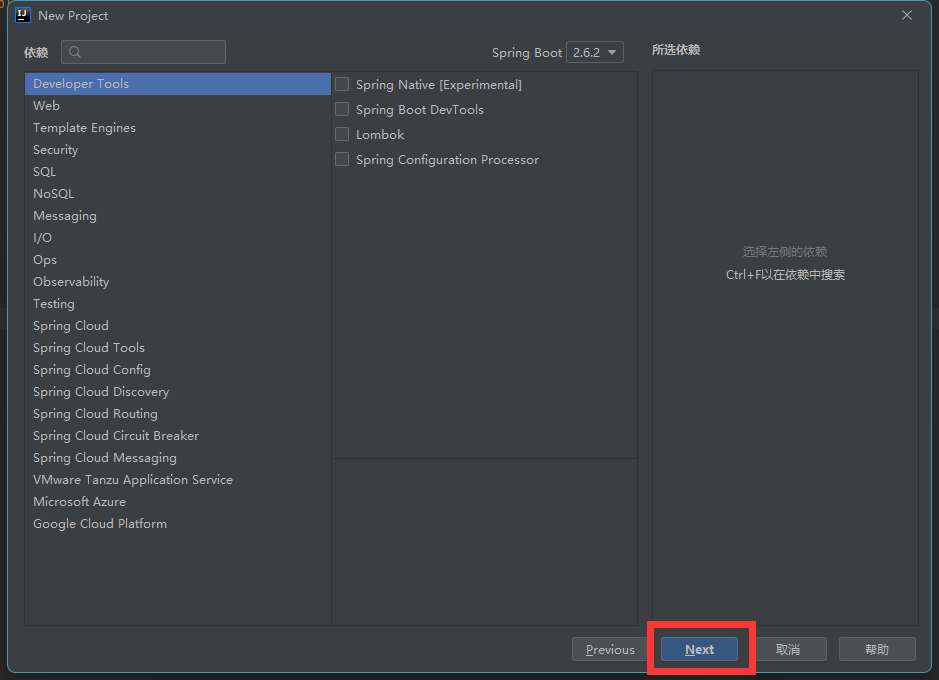 New Project
依赖
Spring Boot 2.6.2
所选依赖
Developer Tools
Web
Template Engines
Security
SQL
NoSQL
Messaging
I/O
Ops
Observability
Testing
Spring Cloud
Spring Cloud Tools
Spring Cloud Config
Spring Cloud Discovery
Spring Cloud Routing
Spring Cloud Circuit Breaker
Spring Cloud Messaging
VMware Tanzu Application Service
Microsoft Azure
Google Cloud Platform
Spring Native [Experimental]
Spring Boot DevTools
Lombok
Spring Configuration Processor
选择左侧的依赖
Ctrl+F以在依赖中搜索
Previous
Next
取消
帮助